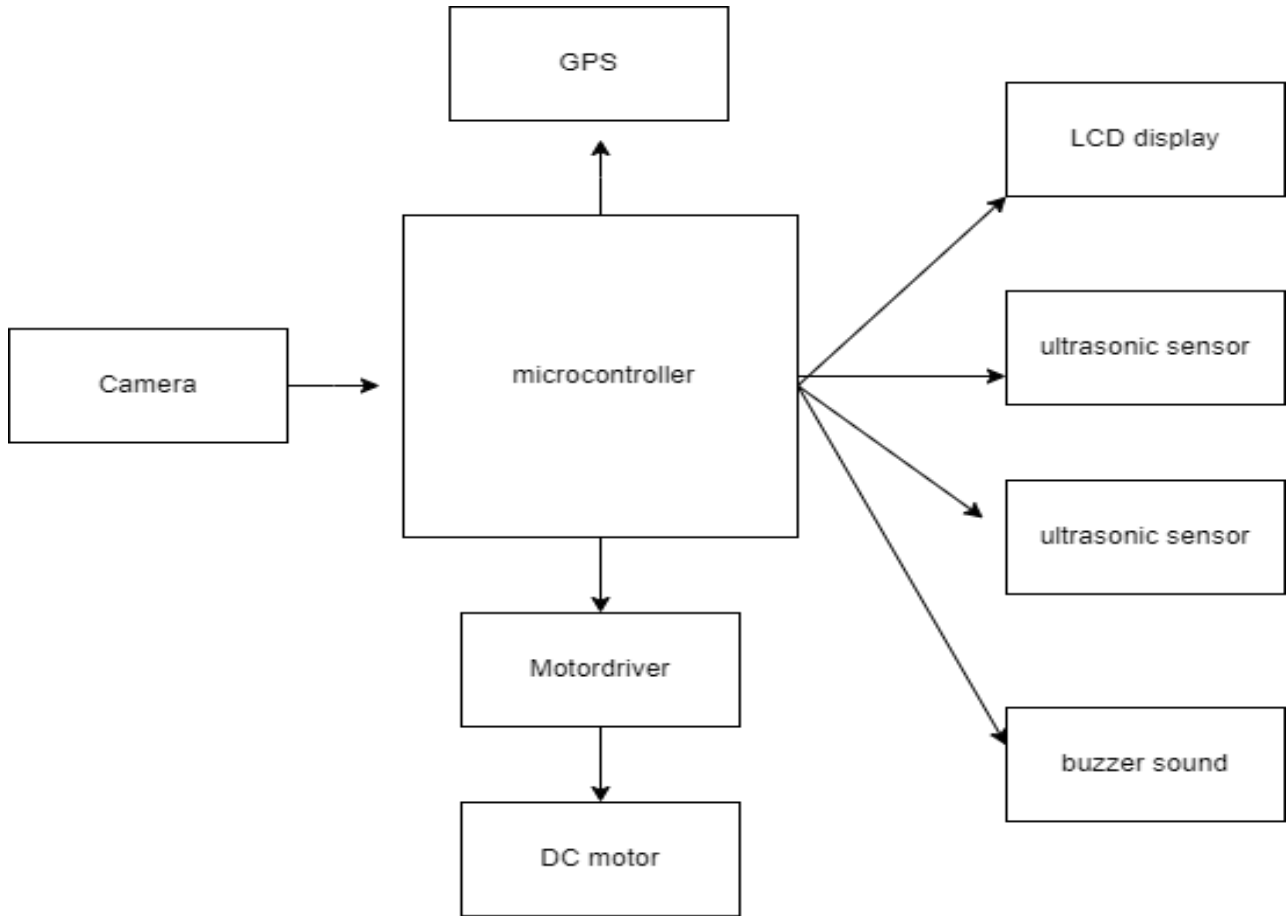 GPS
LCD display
ultrasonic sensor
Camera
microcontroller
ultrasonic sensor
Motordriver
buzzer sound
DC motor